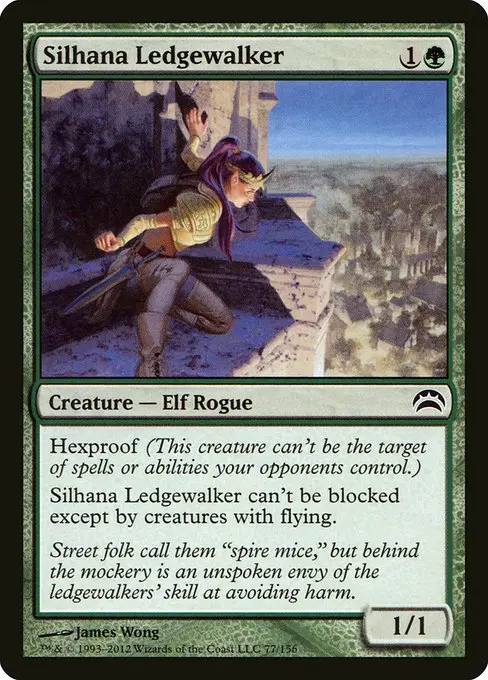 Silhana Ledgewalker 1
Creature — Elf Rogue
Hexproof (This creature can't be the target
of spells or abilities your opponents control.)
Silhana Ledgewalker can't be blocked
except by creatures with flying.
Street folk call them “spire mice,” but behind
the mockery is an unspoken envy of the
ledgewalkers' skill at avoiding harm.
1/1
James Wong
™ & © 1993–2012 Wizards of the Coast LLC 77/156